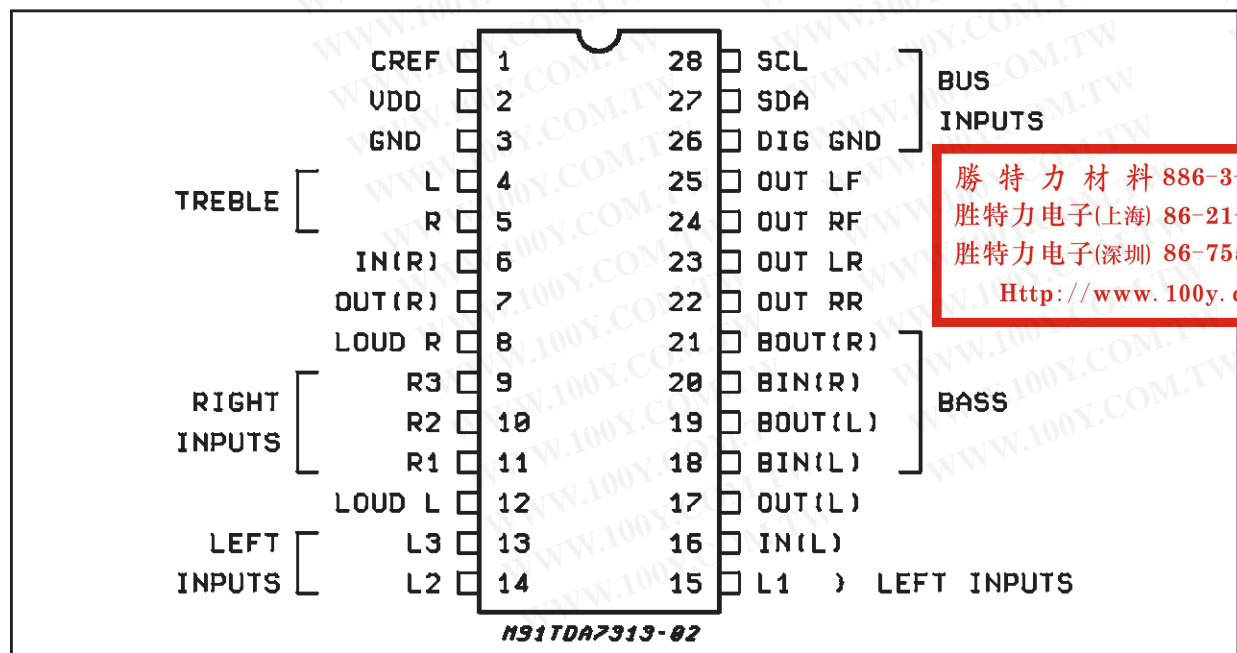 CREF 1 28 SCL
VDD 2 27 SDA
GND 3 26 DIG GND
BUS
INPUTS
L 4 25 OUT LF
R 5 24 OUT RF
TREBLE
IN(R) 6 23 OUT LR
OUT(R) 7 22 OUT RR
LOUD R 8 21 BOUT(R)
R3 9 20 BIN(R)
R2 10 19 BOUT(L)
R1 11 18 BIN(L)
RIGHT
INPUTS
BASS
LOUD L 12 17 OUT(L)
L3 13 16 IN(L)
L2 14 15 L1 } LEFT INPUTS
LEFT
INPUTS
M91TDA7313-02
勝特力材料 886-3-
胜特力电子(上海) 86-21-
胜特力电子(深圳) 86-755
Http://www.100y.c
WWW.100Y.COM.TW